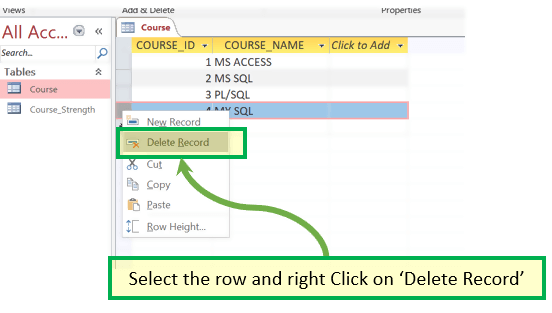 Views
Add & Delete
Properties
All Acc...
Search...
Tables
Course
Course_Strength
Course
COURSE_ID
COURSE_NAME
Click to Add
1 MS ACCESS
2 MS SQL
3 PL/SQL
4 MY SQL
New Record
Delete Record
Cut
Copy
Paste
Row Height...
Select the row and right Click on ‘Delete Record’